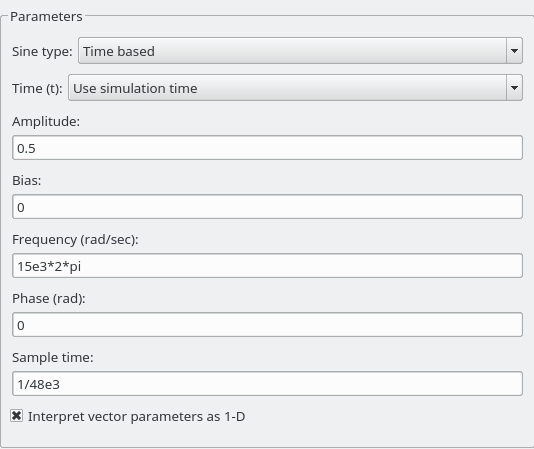 Parameters
Sine type: Time based
Time (t): Use simulation time
Amplitude:
0.5
Bias:
0
Frequency (rad/sec):
15e3*2*pi
Phase (rad):
0
Sample time:
1/48e3
Interpret vector parameters as 1-D